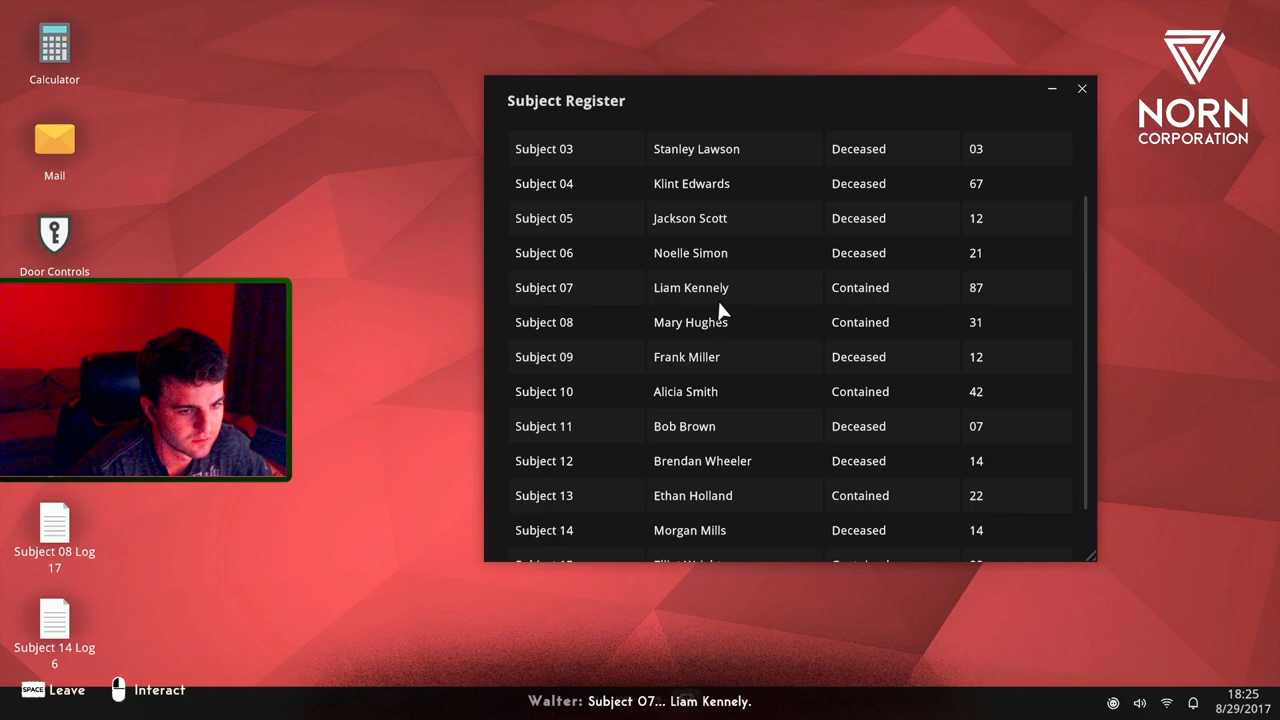 Calculator
Mail
Door Controls
Subject 08 Log
17
Subject 14 Log
6
SPACE Leave
Interact
Subject Register
Subject 03 Stanley Lawson Deceased 03
Subject 04 Klint Edwards Deceased 67
Subject 05 Jackson Scott Deceased 12
Subject 06 Noelle Simon Deceased 21
Subject 07 Liam Kennely Contained 87
Subject 08 Mary Hughes Contained 31
Subject 09 Frank Miller Deceased 12
Subject 10 Alicia Smith Contained 42
Subject 11 Bob Brown Deceased 07
Subject 12 Brendan Wheeler Deceased 14
Subject 13 Ethan Holland Contained 22
Subject 14 Morgan Mills Deceased 14
NORN
CORPORATION
Walter: Subject 07... Liam Kennely.
18:25
8/29/2017